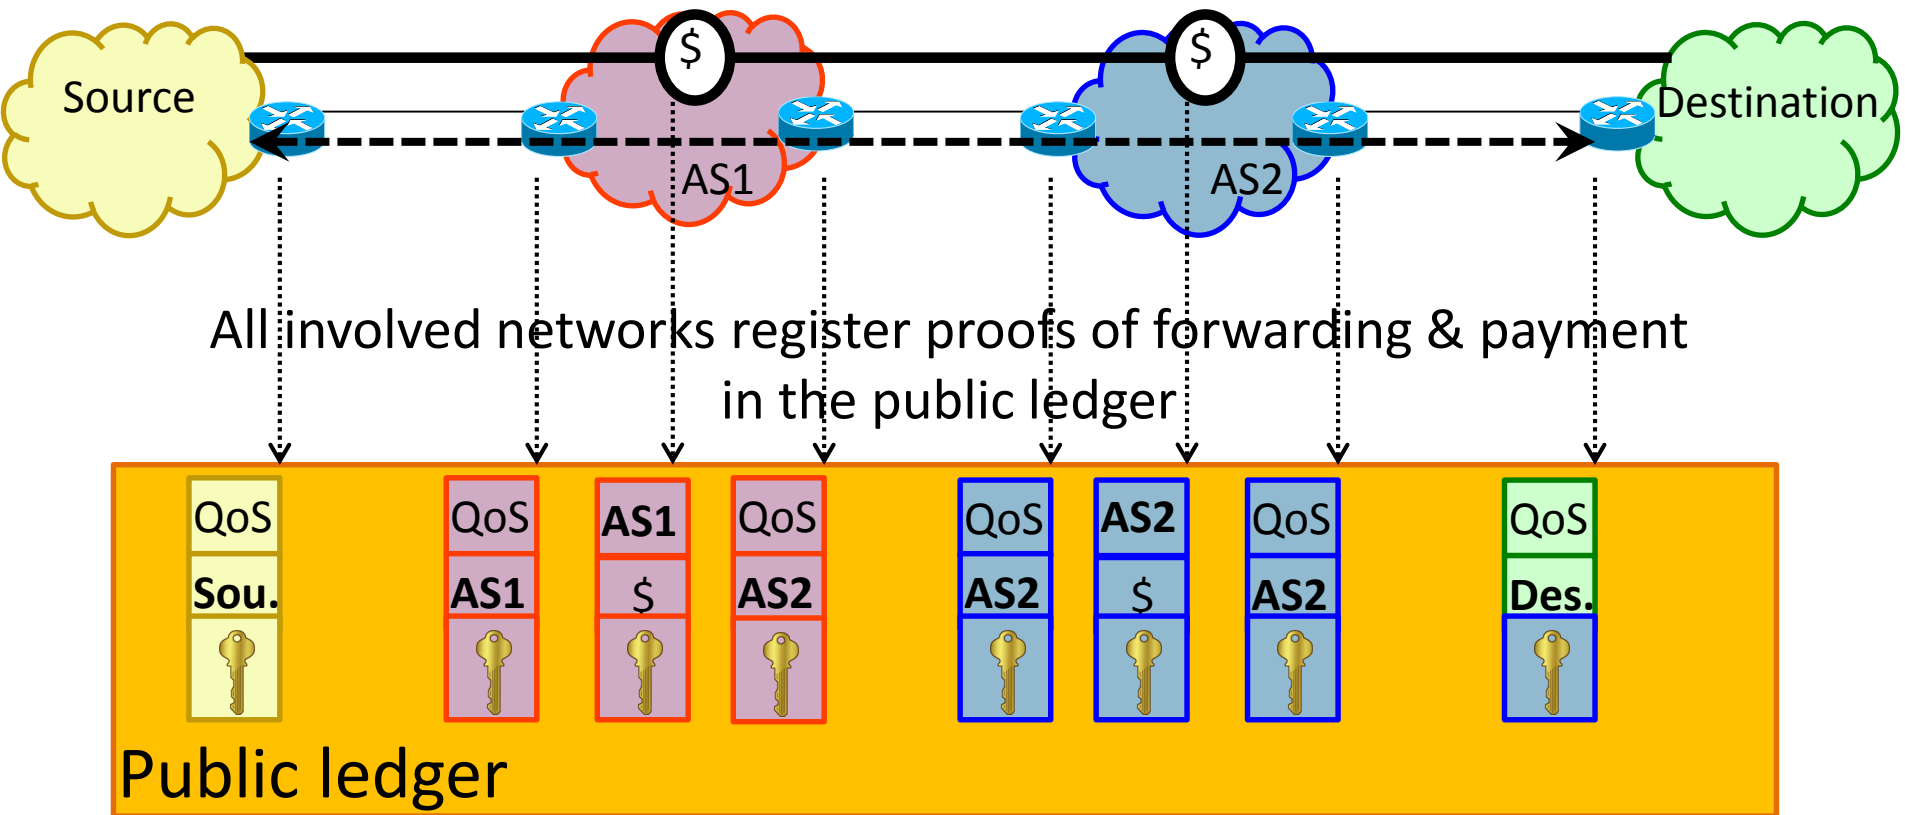 $ $
Source Destination
AS1 AS2
All involved networks register proofs of forwarding & payment
in the public ledger
QoS QoS AS1 QoS QoS AS2 QoS QoS
Sou. AS1 $ AS2 AS2 $ AS2 Des.
Public ledger